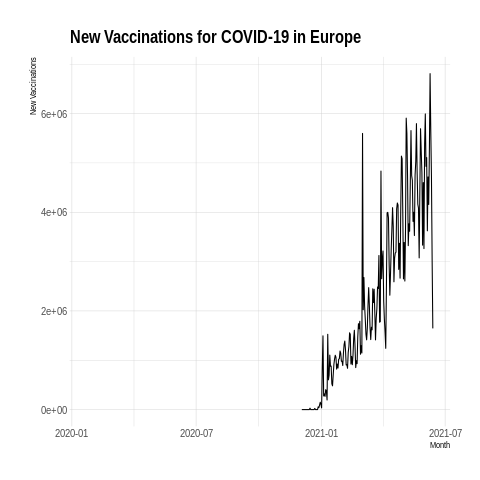 New Vaccinations for COVID-19 in Europe
New Vaccinations
6e+06
4e+06
2e+06
0e+00
2020-01
2020-07
2021-01
2021-07
Month